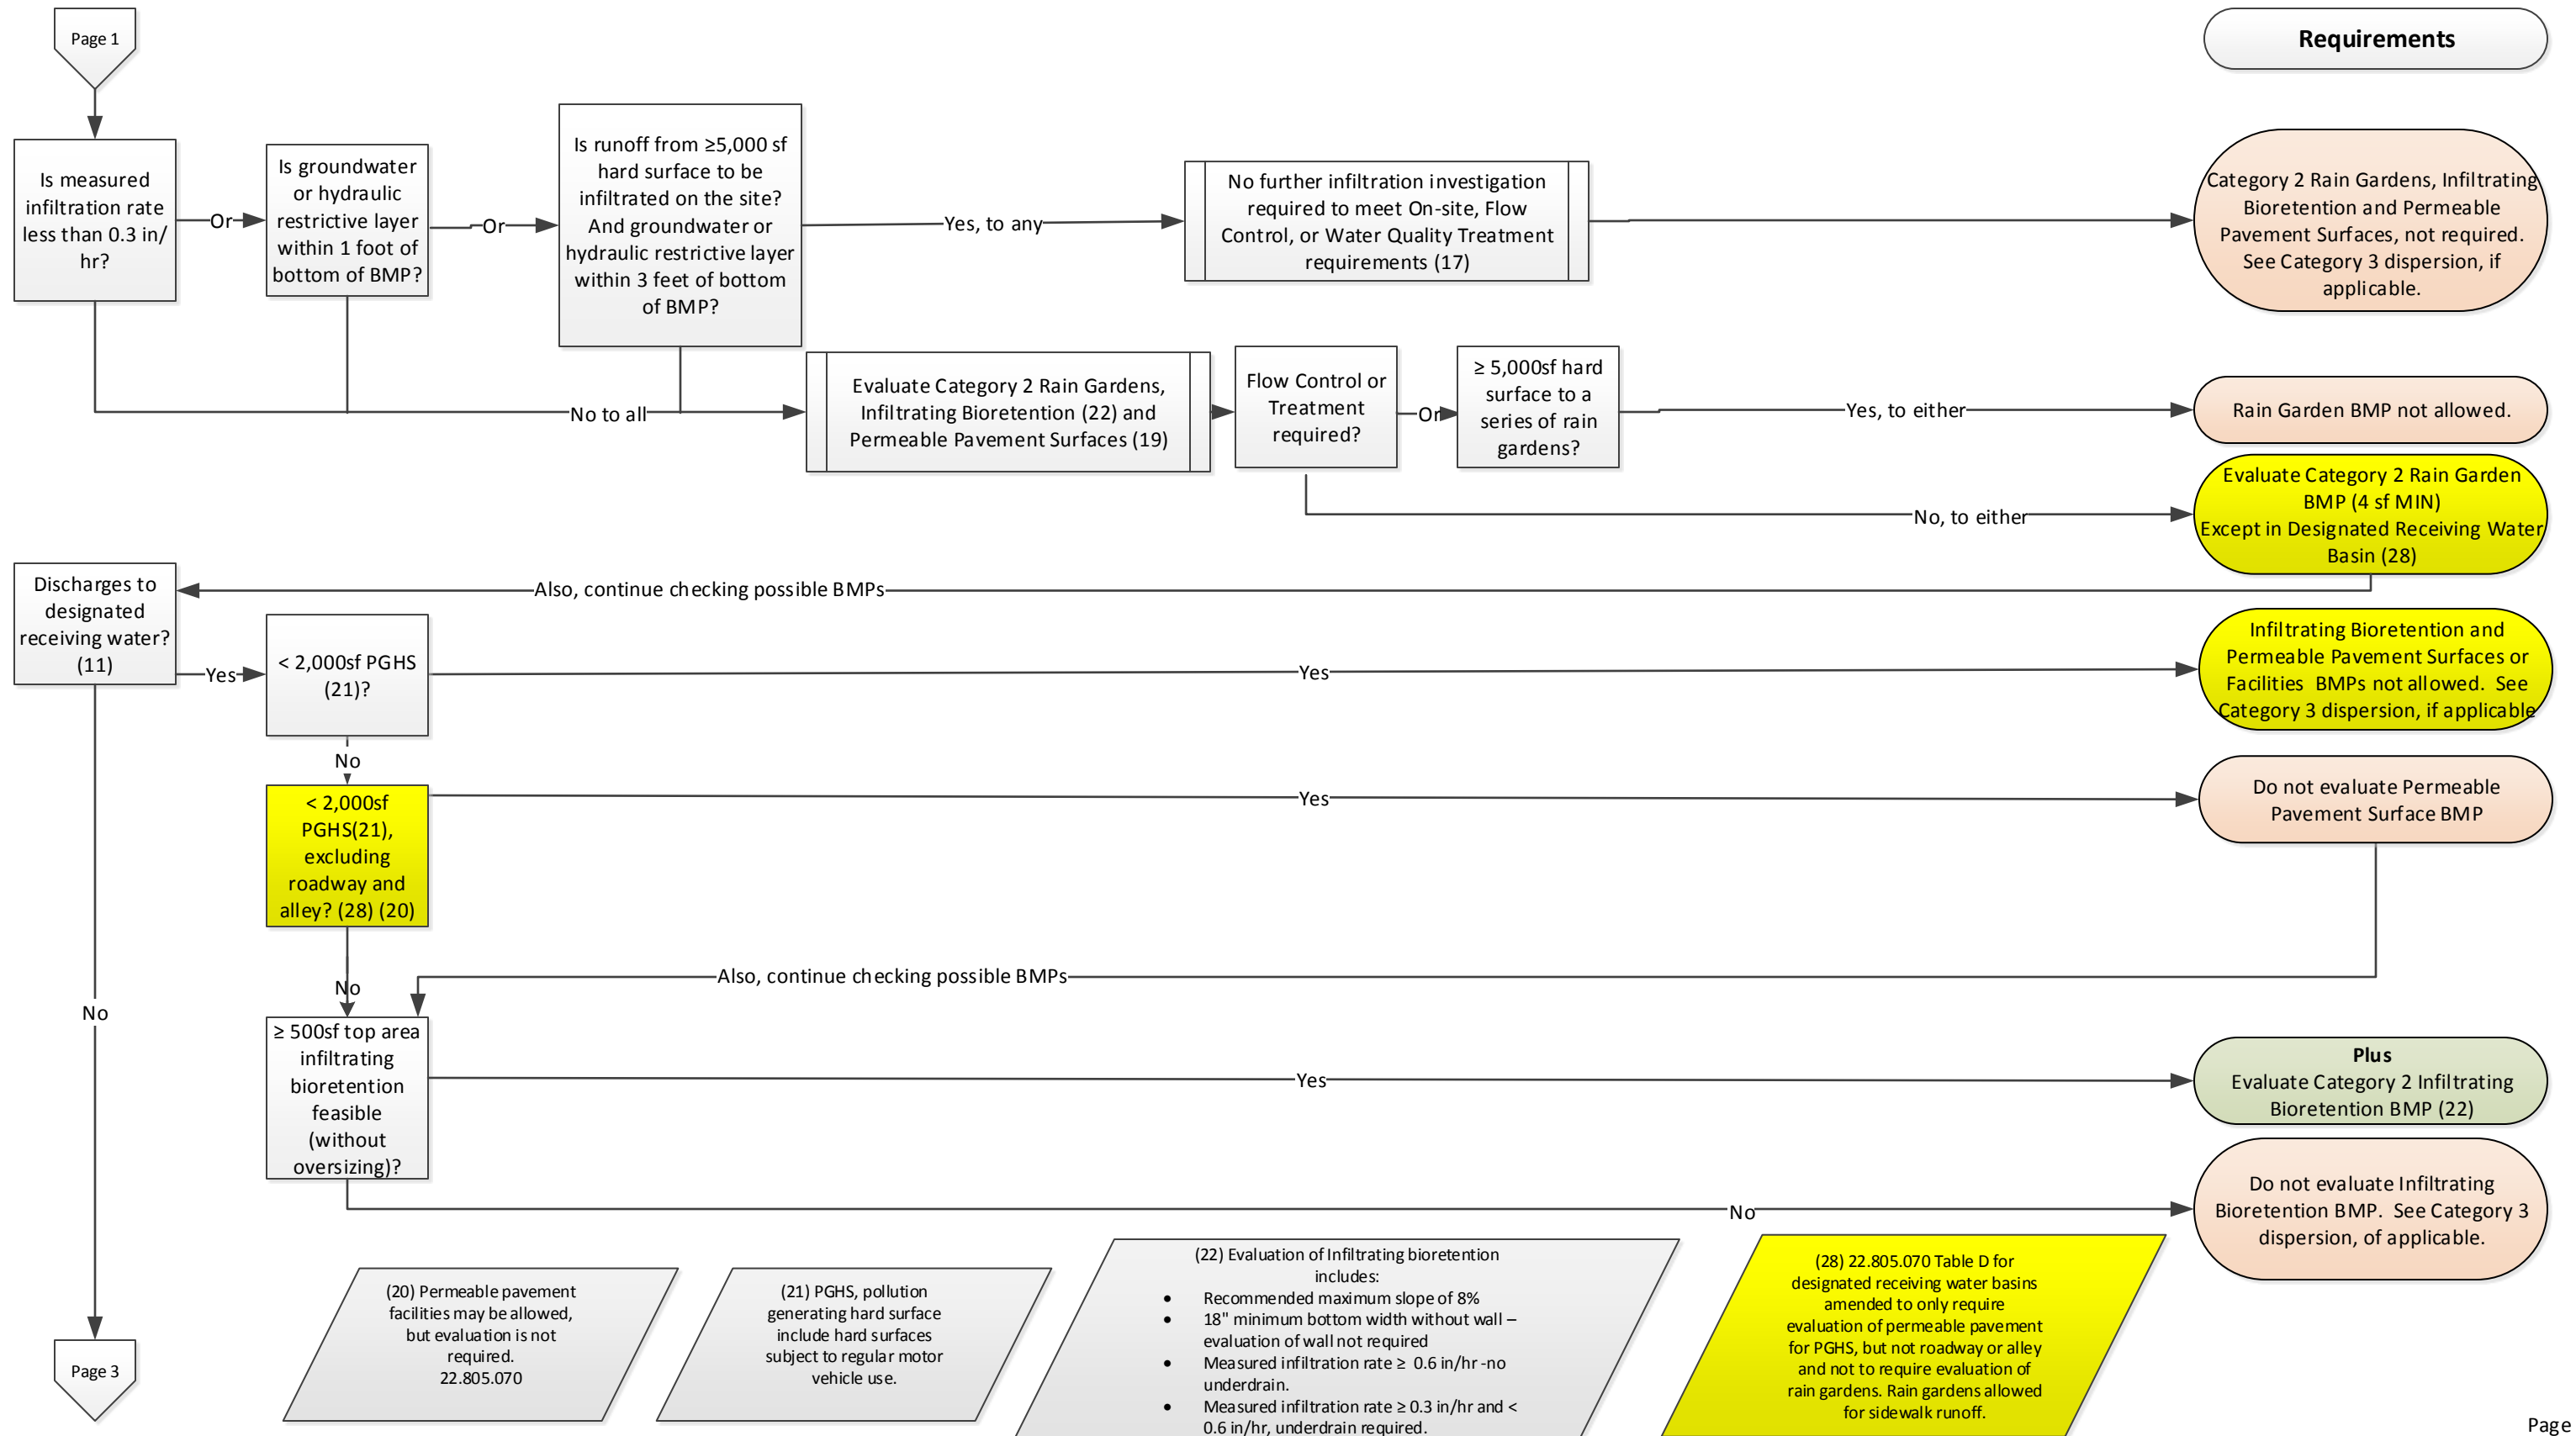 Page 1
Requirements
Is measured
infiltration rate
less than 0.3 in/
hr?
Or
Is groundwater
or hydraulic
restrictive layer
within 1 foot of
bottom of BMP?
Or
Is runoff from ≥5,000 sf
hard surface to be
infiltrated on the site?
And groundwater or
hydraulic restrictive layer
within 3 feet of bottom
of BMP?
Yes, to any
No further infiltration investigation
required to meet On-site, Flow
Control, or Water Quality Treatment
requirements (17)
Category 2 Rain Gardens, Infiltrating
Bioretention and Permeable
Pavement Surfaces, not required.
See Category 3 dispersion, if
applicable.
No to all
Evaluate Category 2 Rain Gardens,
Infiltrating Bioretention (22) and
Permeable Pavement Surfaces (19)
Flow Control or
Treatment
required?
Or
≥ 5,000sf hard
surface to a
series of rain
gardens?
Yes, to either
Rain Garden BMP not allowed.
No, to either
Evaluate Category 2 Rain Garden
BMP (4 sf MIN)
Except in Designated Receiving Water
Basin (28)
Also, continue checking possible BMPs
Discharges to
designated
receiving water?
(11)
Yes
< 2,000sf PGHS
(21)?
Yes
Infiltrating Bioretention and
Permeable Pavement Surfaces or
Facilities BMPs not allowed. See
Category 3 dispersion, if applicable
No
< 2,000sf
PGHS(21),
excluding
roadway and
alley? (28) (20)
Yes
Do not evaluate Permeable
Pavement Surface BMP
Also, continue checking possible BMPs
No
No
≥ 500sf top area
infiltrating
bioretention
feasible
(without
oversizing)?
Yes
Plus
Evaluate Category 2 Infiltrating
Bioretention BMP (22)
No
Do not evaluate Infiltrating
Bioretention BMP. See Category 3
dispersion, of applicable.
Page 3
(20) Permeable pavement
facilities may be allowed,
but evaluation is not
required.
22.805.070
(21) PGHS, pollution
generating hard surface
include hard surfaces
subject to regular motor
vehicle use.
(22) Evaluation of Infiltrating bioretention
includes:
• Recommended maximum slope of 8%
• 18" minimum bottom width without wall –
evaluation of wall not required
• Measured infiltration rate ≥ 0.6 in/hr -no
underdrain.
• Measured infiltration rate ≥ 0.3 in/hr and <
0.6 in/hr, underdrain required.
(28) 22.805.070 Table D for
designated receiving water basins
amended to only require
evaluation of permeable pavement
for PGHS, but not roadway or alley
and not to require evaluation of
rain gardens. Rain gardens allowed
for sidewalk runoff.
Page